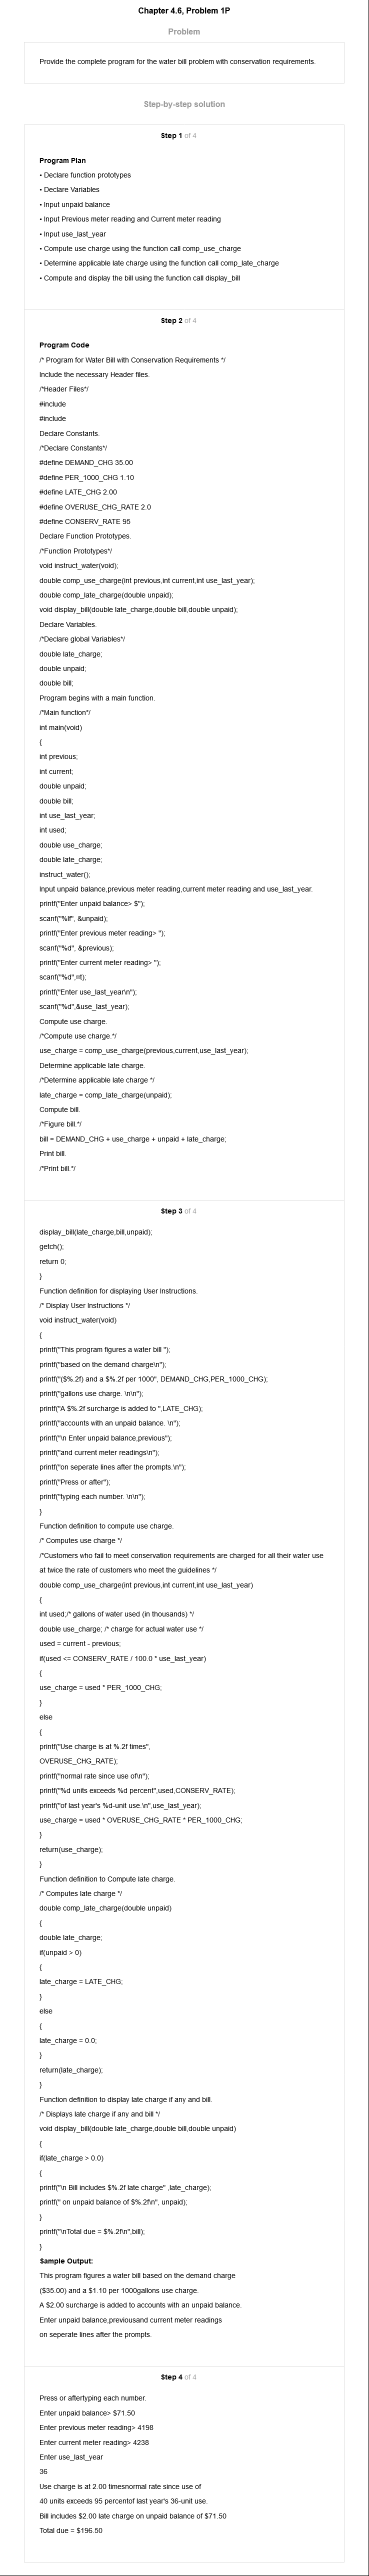 Chapter 4.6, Problem 1P
Problem
Provide the complete program for the water bill problem with conservation requirements.
Step-by-step solution
Step 1 of 4
Program Plan
• Declare function prototypes
• Declare Variables
• Input unpaid balance
• Input Previous meter reading and Current meter reading
• Input use_last_year
• Compute use charge using the function call comp_use_charge
• Determine applicable late charge using the function call comp_late_charge
• Compute and display the bill using the function call display_bill
Step 2 of 4
Program Code
/* Program for Water Bill with Conservation Requirements */
Include the necessary Header files.
/*Header Files*/
#include
#include
Declare Constants.
/*Declare Constants*/
#define DEMAND_CHG 35.00
#define PER_1000_CHG 1.10
#define LATE_CHG 2.00
#define OVERUSE_CHG_RATE 2.0
#define CONSERV_RATE 95
Declare Function Prototypes.
/*Function Prototypes*/
void instruct_water(void);
double comp_use_charge(int previous,int current,int use_last_year);
double comp_late_charge(double unpaid);
void display_bill(double late_charge,double bill,double unpaid);
Declare Variables.
/*Declare global Variables*/
double late_charge;
double unpaid;
double bill;
Program begins with a main function.
/*Main function*/
int main(void)
{
int previous;
int current;
double unpaid;
double bill;
int use_last_year;
int used;
double use_charge;
double late_charge;
instruct_water();
Input unpaid balance,previous meter reading,current meter reading and use_last_year.
printf("Enter unpaid balance> $");
scanf("%lf", &unpaid);
printf("Enter previous meter reading> ");
scanf("%d", &previous);
printf("Enter current meter reading> ");
scanf("%d",¤t);
printf("Enter use_last_year\n");
scanf("%d",&use_last_year);
Compute use charge.
/*Compute use charge.*/
use_charge = comp_use_charge(previous,current,use_last_year);
Determine applicable late charge.
/*Determine applicable late charge */
late_charge = comp_late_charge(unpaid);
Compute bill.
/*Figure bill.*/
bill = DEMAND_CHG + use_charge + unpaid + late_charge;
Print bill.
/*Print bill.*/
Step 3 of 4
display_bill(late_charge,bill,unpaid);
getch();
return 0;
}
Function definition for displaying User Instructions.
/* Display User Instructions */
void instruct_water(void)
{
printf("This program figures a water bill ");
printf("based on the demand charge\n");
printf("($%.2f) and a $%.2f per 1000", DEMAND_CHG,PER_1000_CHG);
printf("gallons use charge. \n\n");
printf("A $%.2f surcharge is added to ",LATE_CHG);
printf("accounts with an unpaid balance. \n");
printf("\n Enter unpaid balance,previous");
printf("and current meter readings\n");
printf("on seperate lines after the prompts.\n");
printf("Press or after");
printf("typing each number. \n\n");
}
Function definition to compute use charge.
/* Computes use charge */
/*Customers who fail to meet conservation requirements are charged for all their water use
at twice the rate of customers who meet the guidelines */
double comp_use_charge(int previous,int current,int use_last_year)
{
int used;/* gallons of water used (in thousands) */
double use_charge; /* charge for actual water use */
used = current - previous;
if(used <= CONSERV_RATE / 100.0 * use_last_year)
{
use_charge = used * PER_1000_CHG;
}
else
{
printf("Use charge is at %.2f times",
OVERUSE_CHG_RATE);
printf("normal rate since use of\n");
printf("%d units exceeds %d percent",used,CONSERV_RATE);
printf("of last year's %d-unit use.\n",use_last_year);
use_charge = used * OVERUSE_CHG_RATE * PER_1000_CHG;
}
return(use_charge);
}
Function definition to Compute late charge.
/* Computes late charge */
double comp_late_charge(double unpaid)
{
double late_charge;
if(unpaid > 0)
{
late_charge = LATE_CHG;
}
else
{
late_charge = 0.0;
}
return(late_charge);
}
Function definition to display late charge if any and bill.
/* Displays late charge if any and bill */
void display_bill(double late_charge,double bill,double unpaid)
{
if(late_charge > 0.0)
{
printf("\n Bill includes $%.2f late charge" ,late_charge);
printf(" on unpaid balance of $%.2f\n", unpaid);
}
printf("\nTotal due = $%.2f\n",bill);
}
Sample Output:
This program figures a water bill based on the demand charge
($35.00) and a $1.10 per 1000gallons use charge.
A $2.00 surcharge is added to accounts with an unpaid balance.
Enter unpaid balance,previousand current meter readings
on seperate lines after the prompts.
Step 4 of 4
Press or aftertyping each number.
Enter unpaid balance> $71.50
Enter previous meter reading> 4198
Enter current meter reading> 4238
Enter use_last_year
36
Use charge is at 2.00 timesnormal rate since use of
40 units exceeds 95 percentof last year's 36-unit use.
Bill includes $2.00 late charge on unpaid balance of $71.50
Total due = $196.50